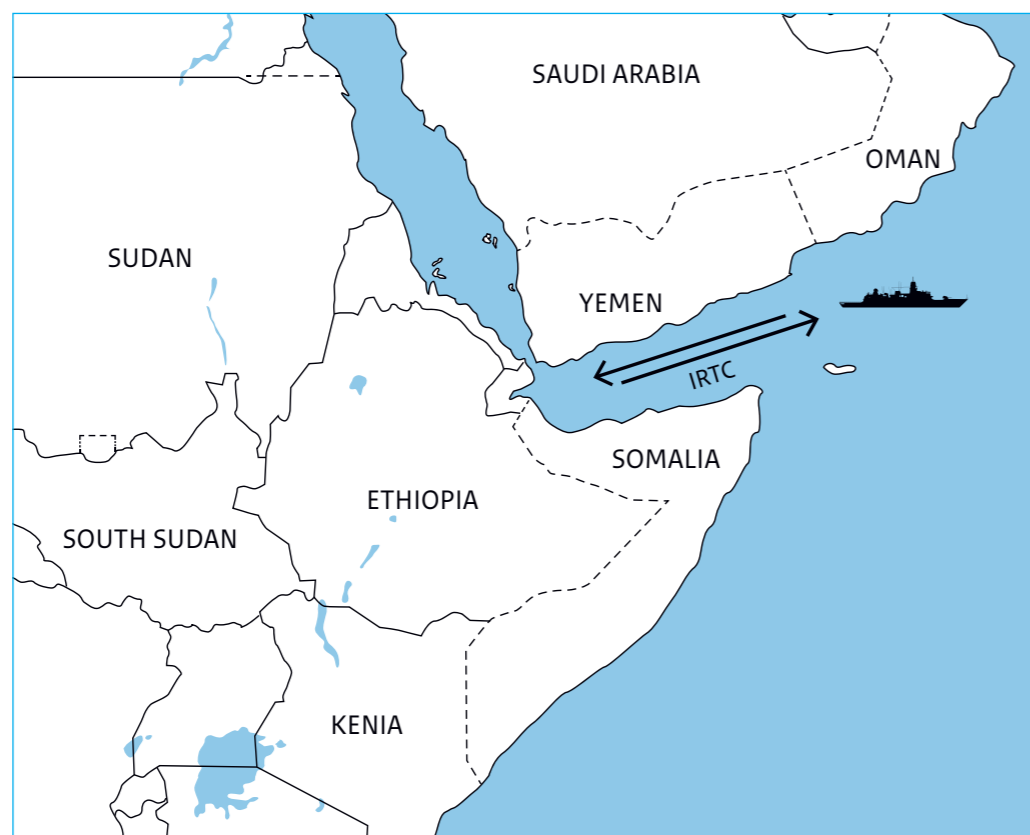 SAUDI ARABIA
OMAN
SUDAN
YEMEN
IRTC
SOMALIA
ETHIOPIA
SOUTH SUDAN
KENIA